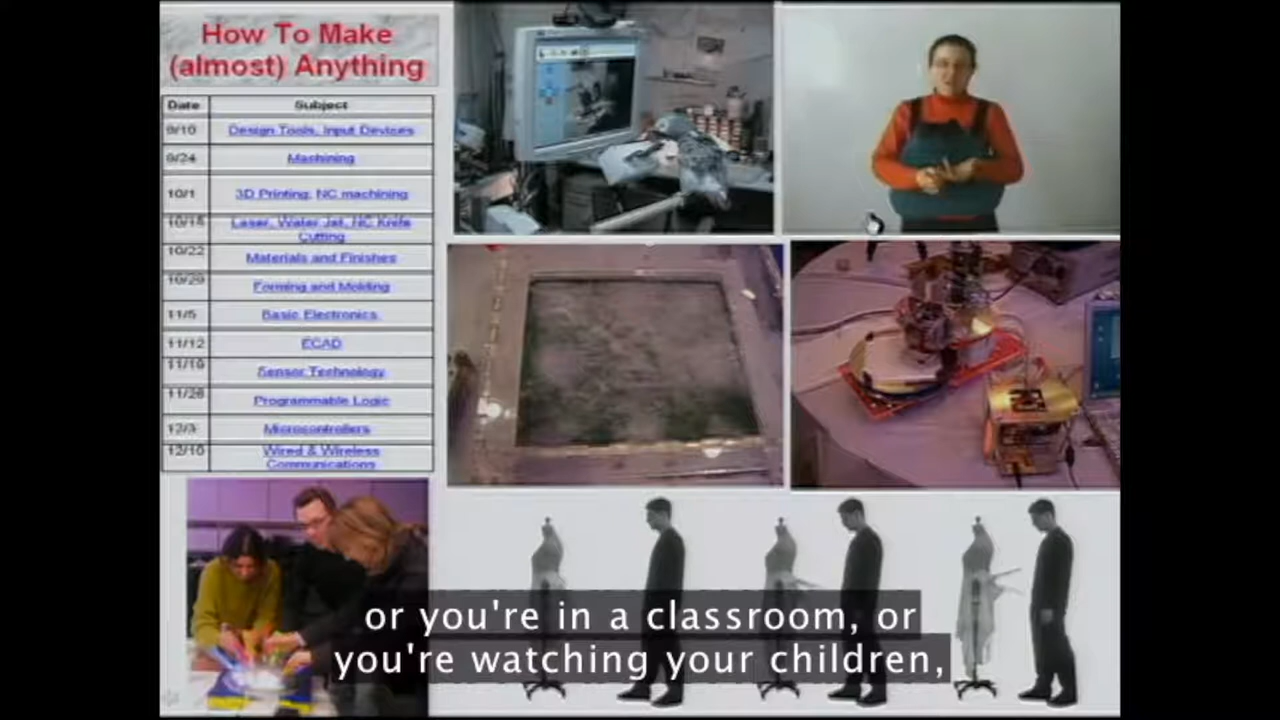 How To Make
(almost) Anything
Date Subject
9/10 Design Tools, Input Devices
9/24 Machining
10/1 3D Printing; NC machining
10/15 Laser, Water Jet, NC Knife
Cutting
10/22 Materials and Finishes
10/29 Forming and Molding
11/5 Basic Electronics
11/12 ECAD
11/19 Sensor Technology
11/26 Programmable Logic
12/3 Microcontrollers
12/10 Wired & Wireless
Communications
or you're in a classroom, or
you're watching your children,